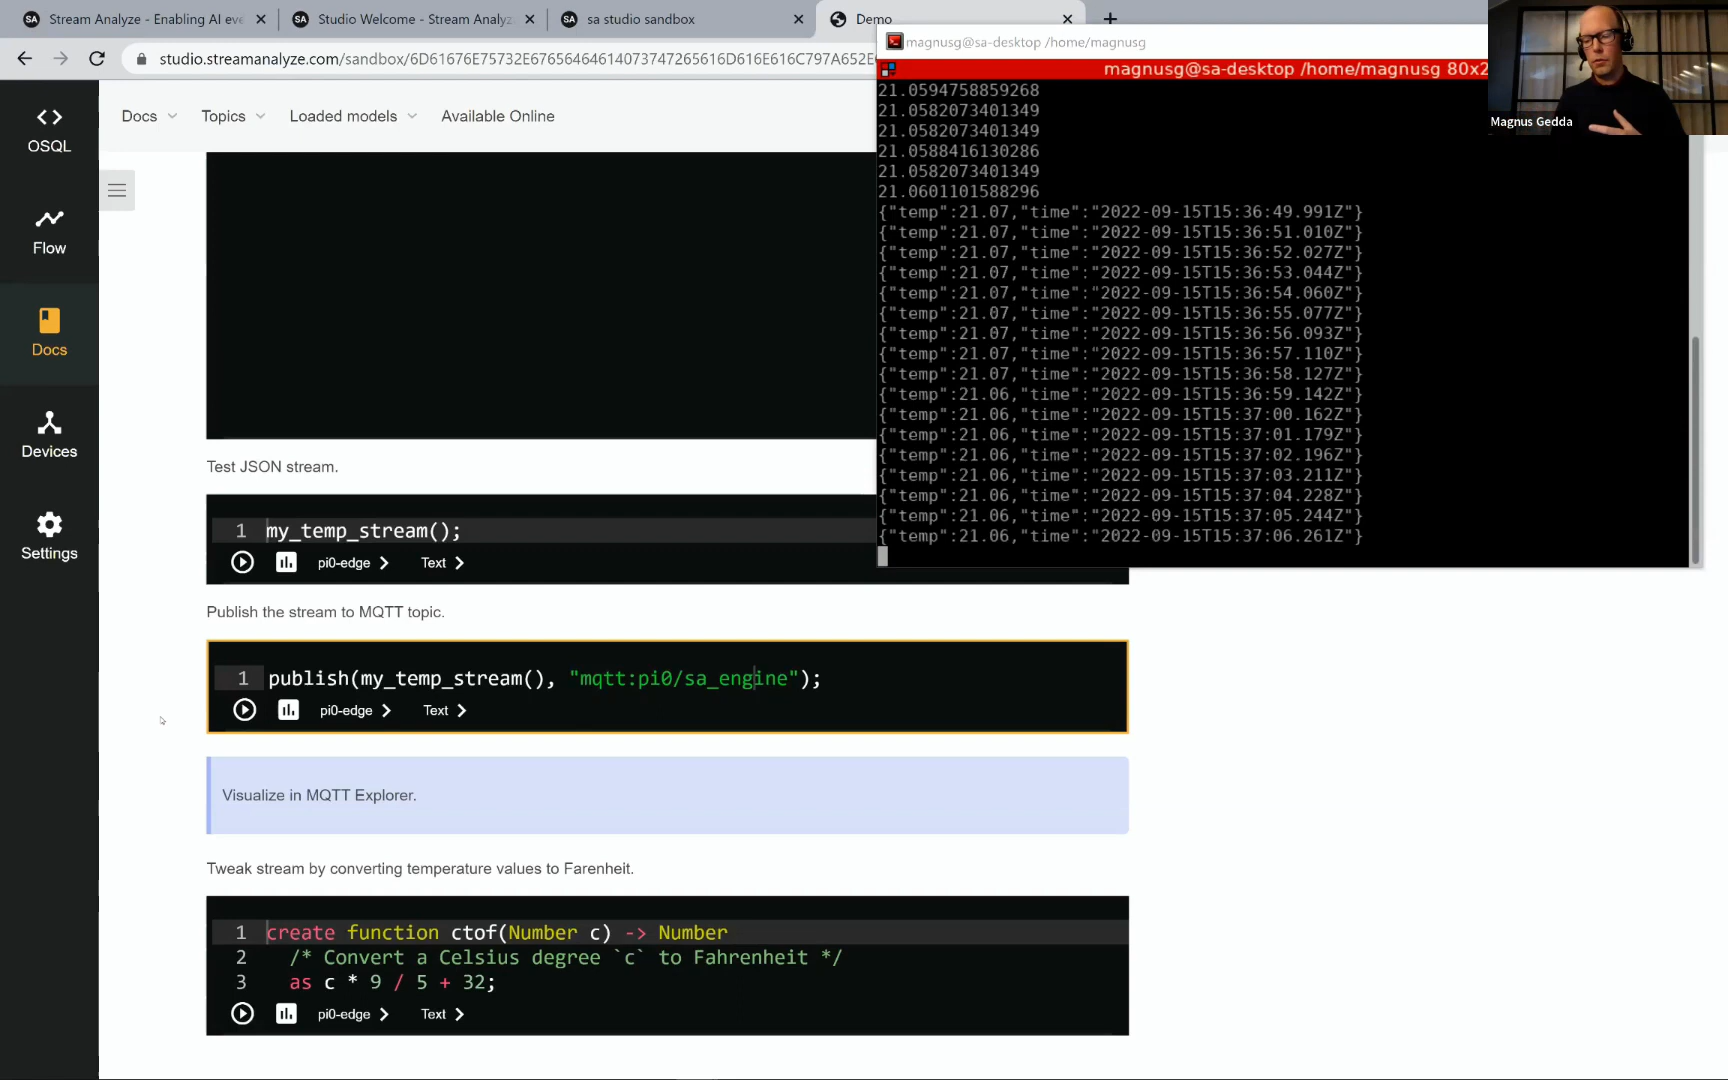 Stream Analyze - Enabling AI eve
Studio Welcome - Stream Analyz
sa studio sandbox
Demo
magnusg@sa-desktop /home/magnusg
studio.streamanalyze.com/sandbox/6D61676E75732E67656464614073747265616D616E616C797A652E
magnusg@sa-desktop /home/magnusg 80x2
Magnus Gedda
OSQL
Flow
Docs
Devices
Settings
Docs
Topics
Loaded models
Available Online
21.0594758859268
21.0582073401349
21.0582073401349
21.0588416130286
21.0582073401349
21.0601101588296
{"temp":21.07,"time":"2022-09-15T15:36:49.991Z"}
{"temp":21.07,"time":"2022-09-15T15:36:51.010Z"}
{"temp":21.07,"time":"2022-09-15T15:36:52.027Z"}
{"temp":21.07,"time":"2022-09-15T15:36:53.044Z"}
{"temp":21.07,"time":"2022-09-15T15:36:54.060Z"}
{"temp":21.07,"time":"2022-09-15T15:36:55.077Z"}
{"temp":21.07,"time":"2022-09-15T15:36:56.093Z"}
{"temp":21.07,"time":"2022-09-15T15:36:57.110Z"}
{"temp":21.07,"time":"2022-09-15T15:36:58.127Z"}
{"temp":21.06,"time":"2022-09-15T15:36:59.142Z"}
{"temp":21.06,"time":"2022-09-15T15:37:00.162Z"}
{"temp":21.06,"time":"2022-09-15T15:37:01.179Z"}
{"temp":21.06,"time":"2022-09-15T15:37:02.196Z"}
{"temp":21.06,"time":"2022-09-15T15:37:03.211Z"}
{"temp":21.06,"time":"2022-09-15T15:37:04.228Z"}
{"temp":21.06,"time":"2022-09-15T15:37:05.244Z"}
{"temp":21.06,"time":"2022-09-15T15:37:06.261Z"}
Test JSON stream.
1 my_temp_stream();
pi0-edge Text
Publish the stream to MQTT topic.
1 publish(my_temp_stream(), "mqtt:pi0/sa_engine");
pi0-edge Text
Visualize in MQTT Explorer.
Tweak stream by converting temperature values to Farenheit.
1 create function ctof(Number c) -> Number
2 /* Convert a Celsius degree `c` to Fahrenheit */
3 as c * 9 / 5 + 32;
pi0-edge Text